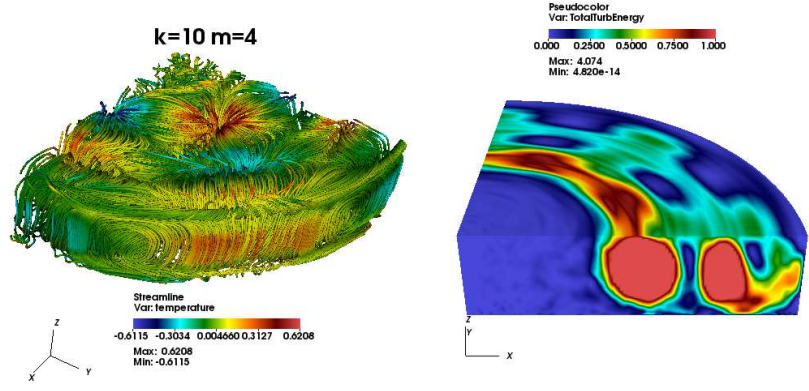 k=10 m=4
Streamline
Var: temperature
-0.6115 -0.3034 0.004660 0.3127 0.6208
Max: 0.6208
Min: -0.6115
Z
X
Y
Pseudocolor
Var: TotalTurbEnergy
0.000 0.2500 0.5000 0.7500 1.000
Max: 4.074
Min: 4.820e-14
Z
Y
X